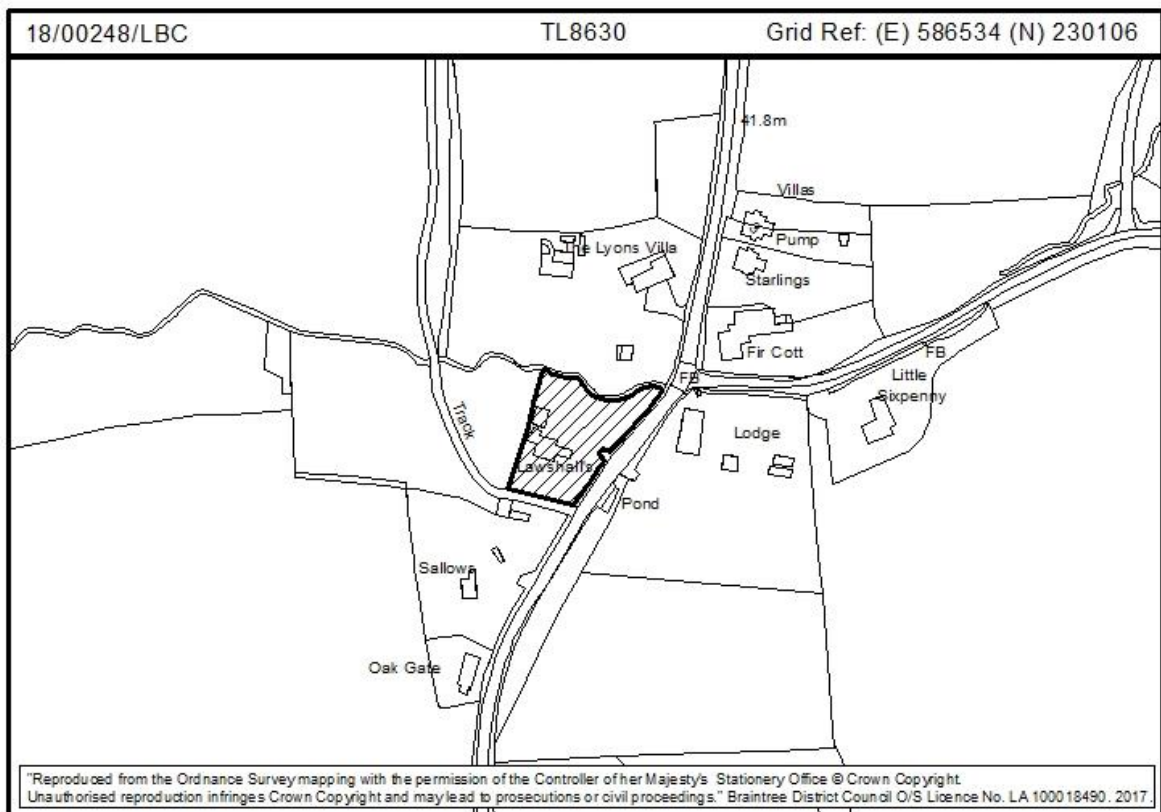 18/00248/LBC TL8630 Grid Ref: (E) 586534 (N) 230106
41.8m
Villas
Pump
The Lyons Villa
Starlings
Fir Cott
FB
FB
Little
Sixpenny
Track
Lodge
Lawshall's
Pond
Sallows
Oak Gate
"Reproduced from the Ordnance Survey mapping with the permission of the Controller of her Majesty's Stationery Office © Crown Copyright.
Unauthorised reproduction infringes Crown Copyright and may lead to prosecutions or civil proceedings." Braintree District Council O/S Licence No. LA 100018490. 2017.